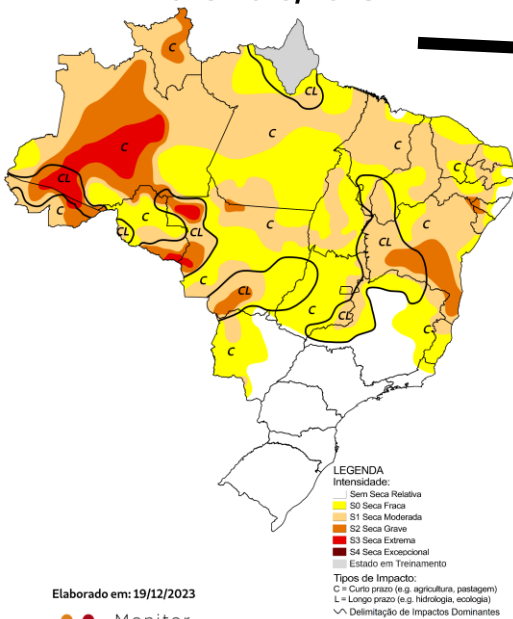 C
CL
C
C
C
C
CL
CL
C
C
C
CL
CL
C
CL
C
CL
C
C
CL
C
C
LEGENDA
Intensidade:
Sem Seca Relativa
S0 Seca Fraca
S1 Seca Moderada
S2 Seca Grave
S3 Seca Extrema
S4 Seca Excepcional
Estado em Treinamento
Tipos de Impacto:
C = Curto prazo (e.g. agricultura, pastagem)
L = Longo prazo (e.g. hidrologia, ecologia)
Delimitação de Impactos Dominantes
Elaborado em: 19/12/2023
Monitor